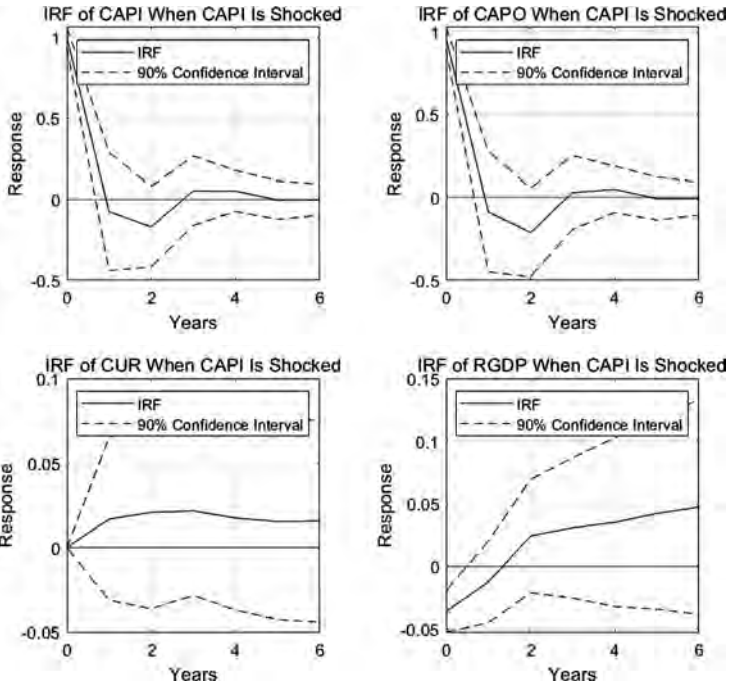 IRF of CAPI When CAPI Is Shocked
1
0.5
0
-0.5
Response
IRF
90% Confidence Interval
0
2
4
6
Years
IRF of CAPO When CAPI Is Shocked
1
0.5
0
-0.5
Response
IRF
90% Confidence Interval
0
2
4
6
Years
IRF of CUR When CAPI Is Shocked
0.1
0.05
0
-0.05
Response
IRF
90% Confidence Interval
0
2
4
6
Years
IRF of RGDP When CAPI Is Shocked
0.15
0.1
0.05
0
-0.05
Response
IRF
90% Confidence Interval
0
2
4
6
Years